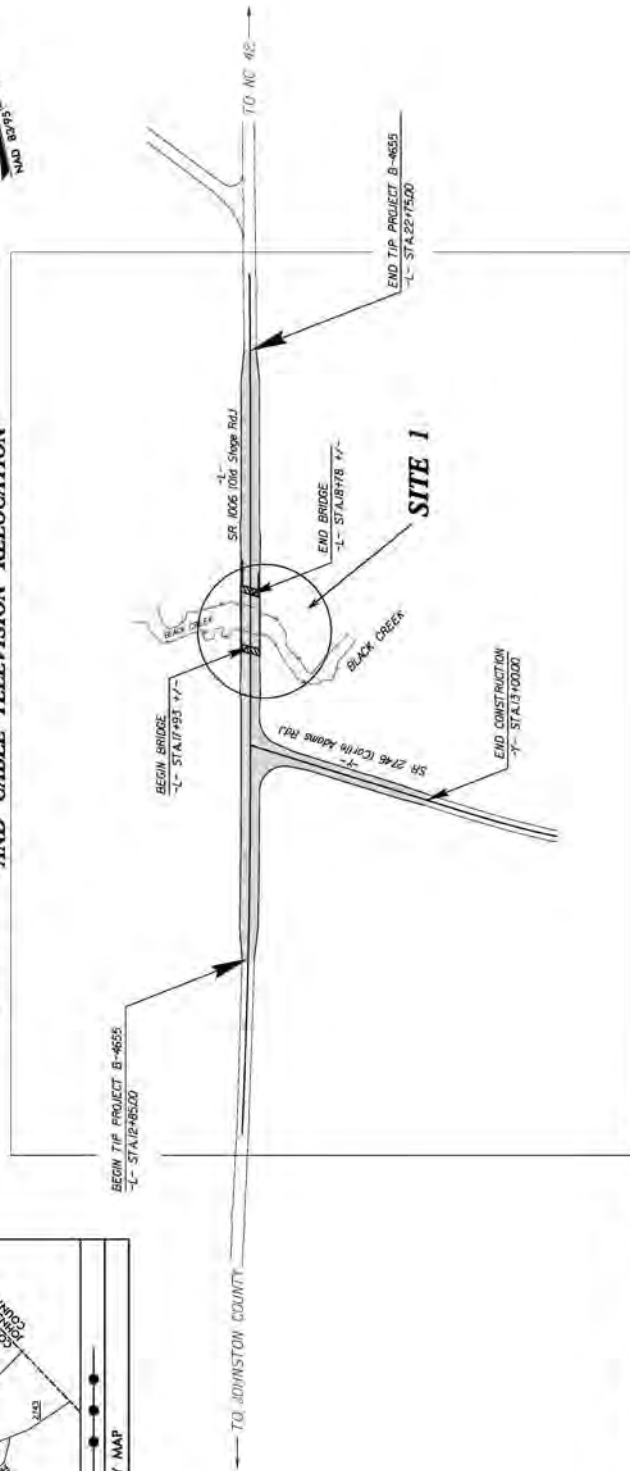 NAD 83/95
AND CABLE TELEVISION RELOCATION
TO NC 42
BEGIN TIP PROJECT B-4655
-L- STA.12+85.00
BEGIN BRIDGE
-L- STA.17+93 +/-
BLACK CREEK
SR 1006 (Old Stage Rd.)
-L-
END BRIDGE
-L- STA.18+78 +/-
END TIP PROJECT B-4655
-L- STA.22+75.00
SITE 1
BLACK CREEK
SR 2746 (Carlie Adams Rd.)
-Y-
END CONSTRUCTION
-Y- STA.13+00.00
TO JOHNSTON COUNTY
2743
MAP